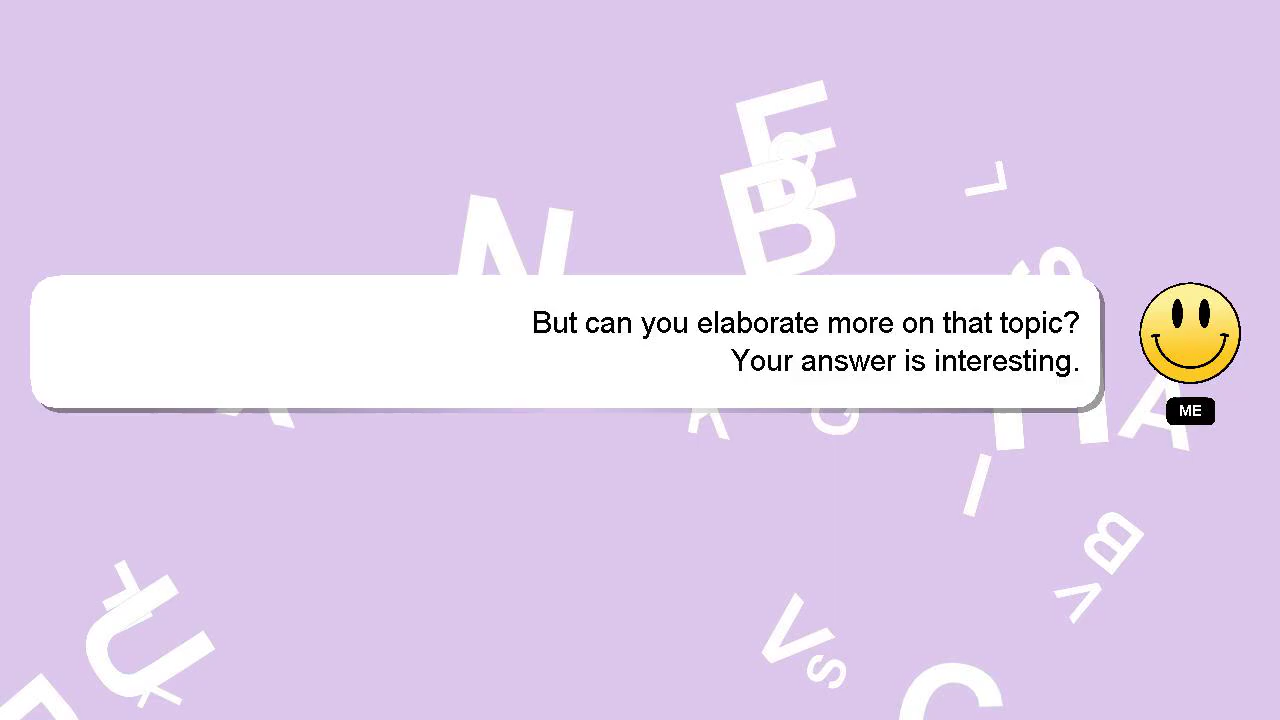 But can you elaborate more on that topic?
Your answer is interesting.
ME
E
B
L
N
S
K
G
A
I
B
V
U
V
S
C